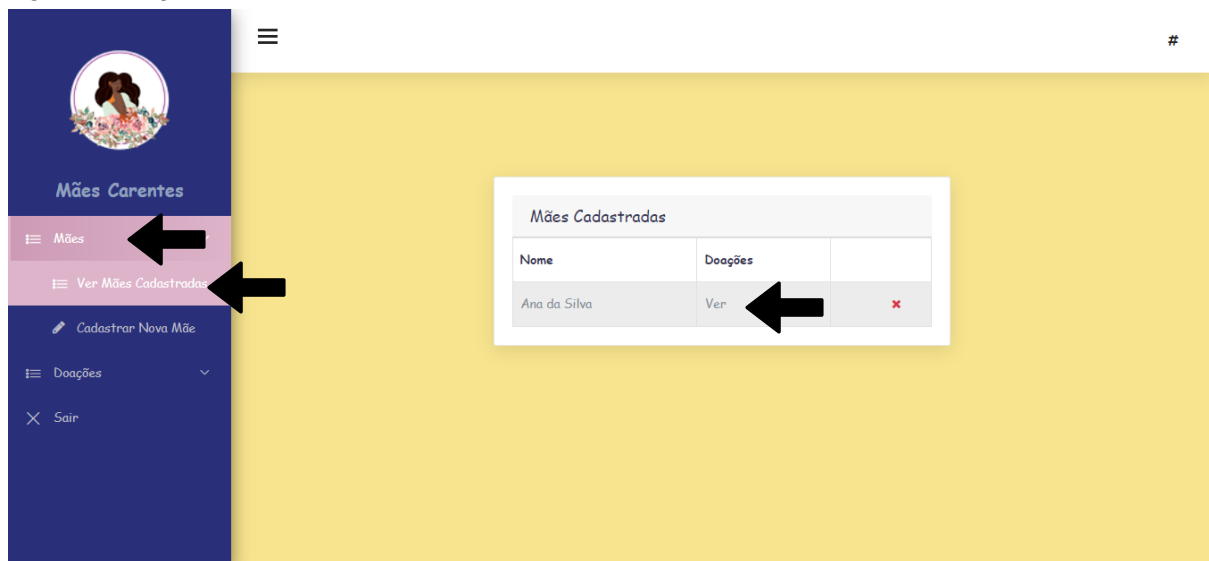 #
Mães Carentes
Mães
Ver Mães Cadastradas
Cadastrar Nova Mãe
Doações
Sair
Mães Cadastradas
Nome Doações
Ana da Silva Ver